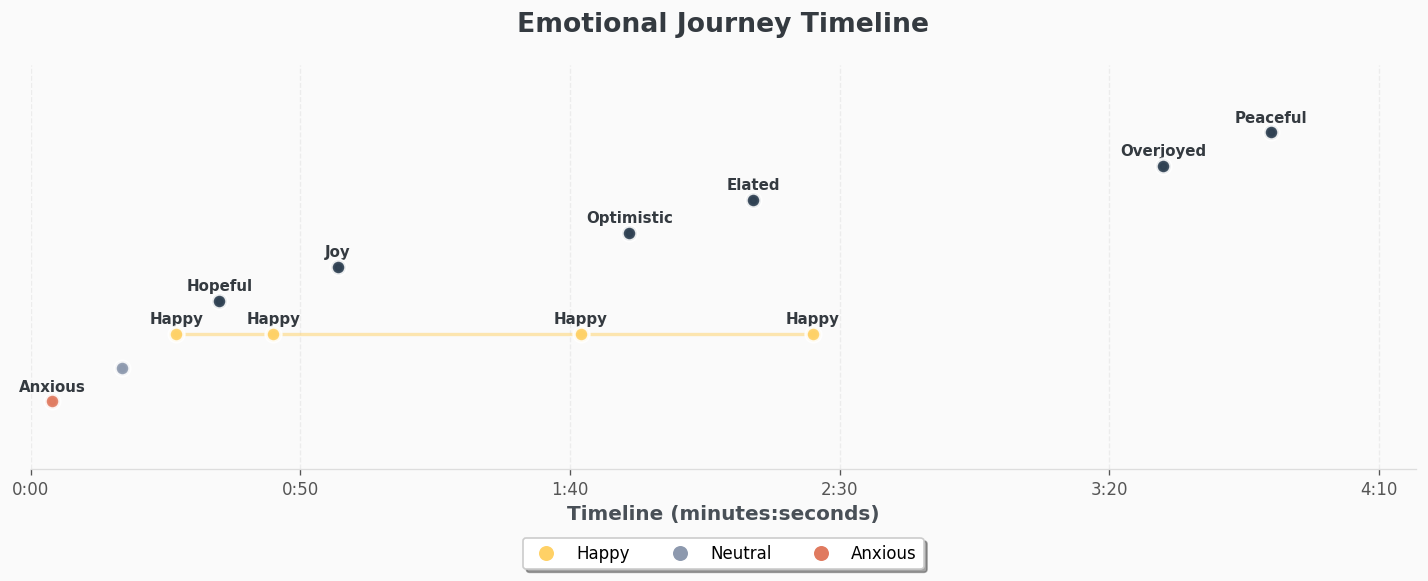 Emotional Journey Timeline
Peaceful
Overjoyed
Elated
Optimistic
Joy
Hopeful
Happy Happy Happy Happy
Anxious
0:00 0:50 1:40 2:30 3:20 4:10
Timeline (minutes:seconds)
Happy Neutral Anxious